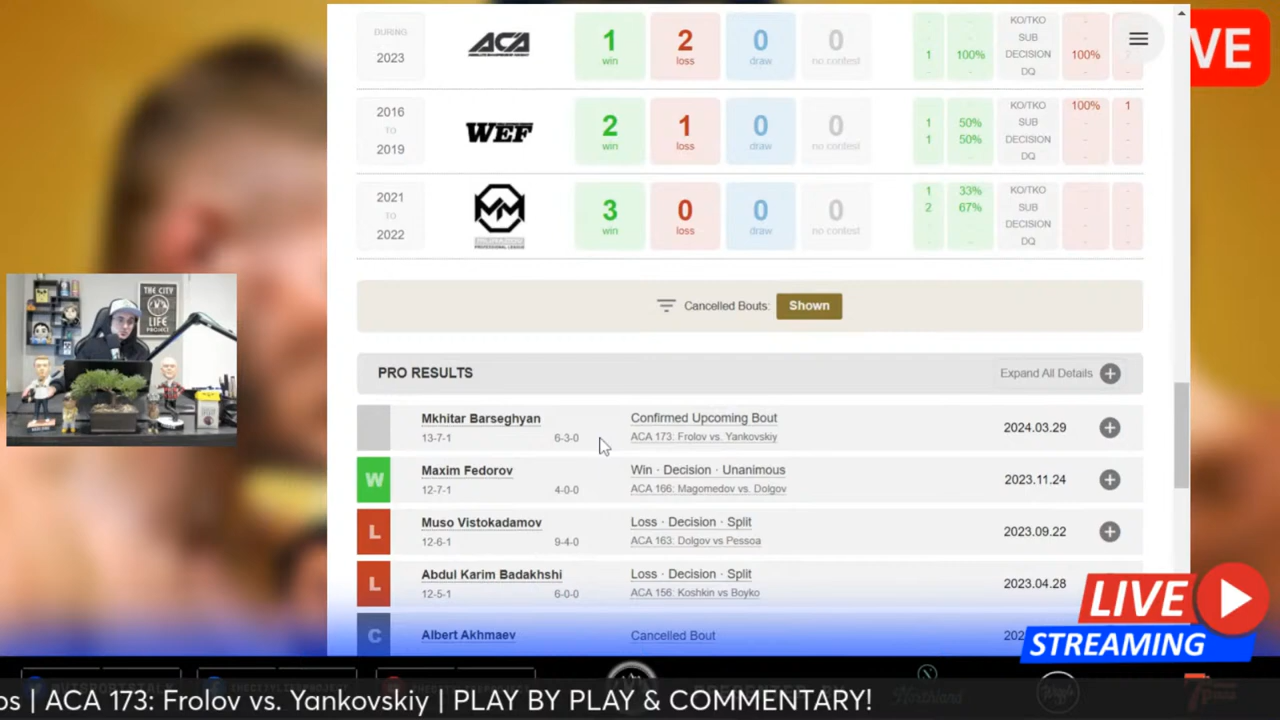 DURING
2023
ACA
1
win
2
loss
0
draw
0
no contest
1 100%
KO/TKO
SUB
DECISION
DQ
100%
VE
2016
TO
2019
WEF
2
win
1
loss
0
draw
0
no contest
1 50%
1 50%
KO/TKO
SUB
DECISION
DQ
100% 1
2021
TO
2022
PROFESSIONAL LEAGUE
3
win
0
loss
0
draw
0
no contest
1 33%
2 67%
KO/TKO
SUB
DECISION
DQ
Cancelled Bouts: Shown
THE CITY
LIFE
PROJECT
PRO RESULTS
Expand All Details
Mkhitar Barseghyan
13-7-1 6-3-0
Confirmed Upcoming Bout
ACA 173: Frolov vs. Yankovskiy
2024.03.29
W
Maxim Fedorov
12-7-1 4-0-0
Win · Decision · Unanimous
ACA 166: Magomedov vs. Dolgov
2023.11.24
L
Muso Vistokadamov
12-6-1 9-4-0
Loss · Decision · Split
ACA 163: Dolgov vs Pessoa
2023.09.22
L
Abdul Karim Badakhshi
12-5-1 6-0-0
Loss · Decision · Split
ACA 156: Koshkin vs Boyko
2023.04.28
C
Albert Akhmaev
Cancelled Bout
202
LIVE
STREAMING
os | ACA 173: Frolov vs. Yankovskiy | PLAY BY PLAY & COMMENTARY!